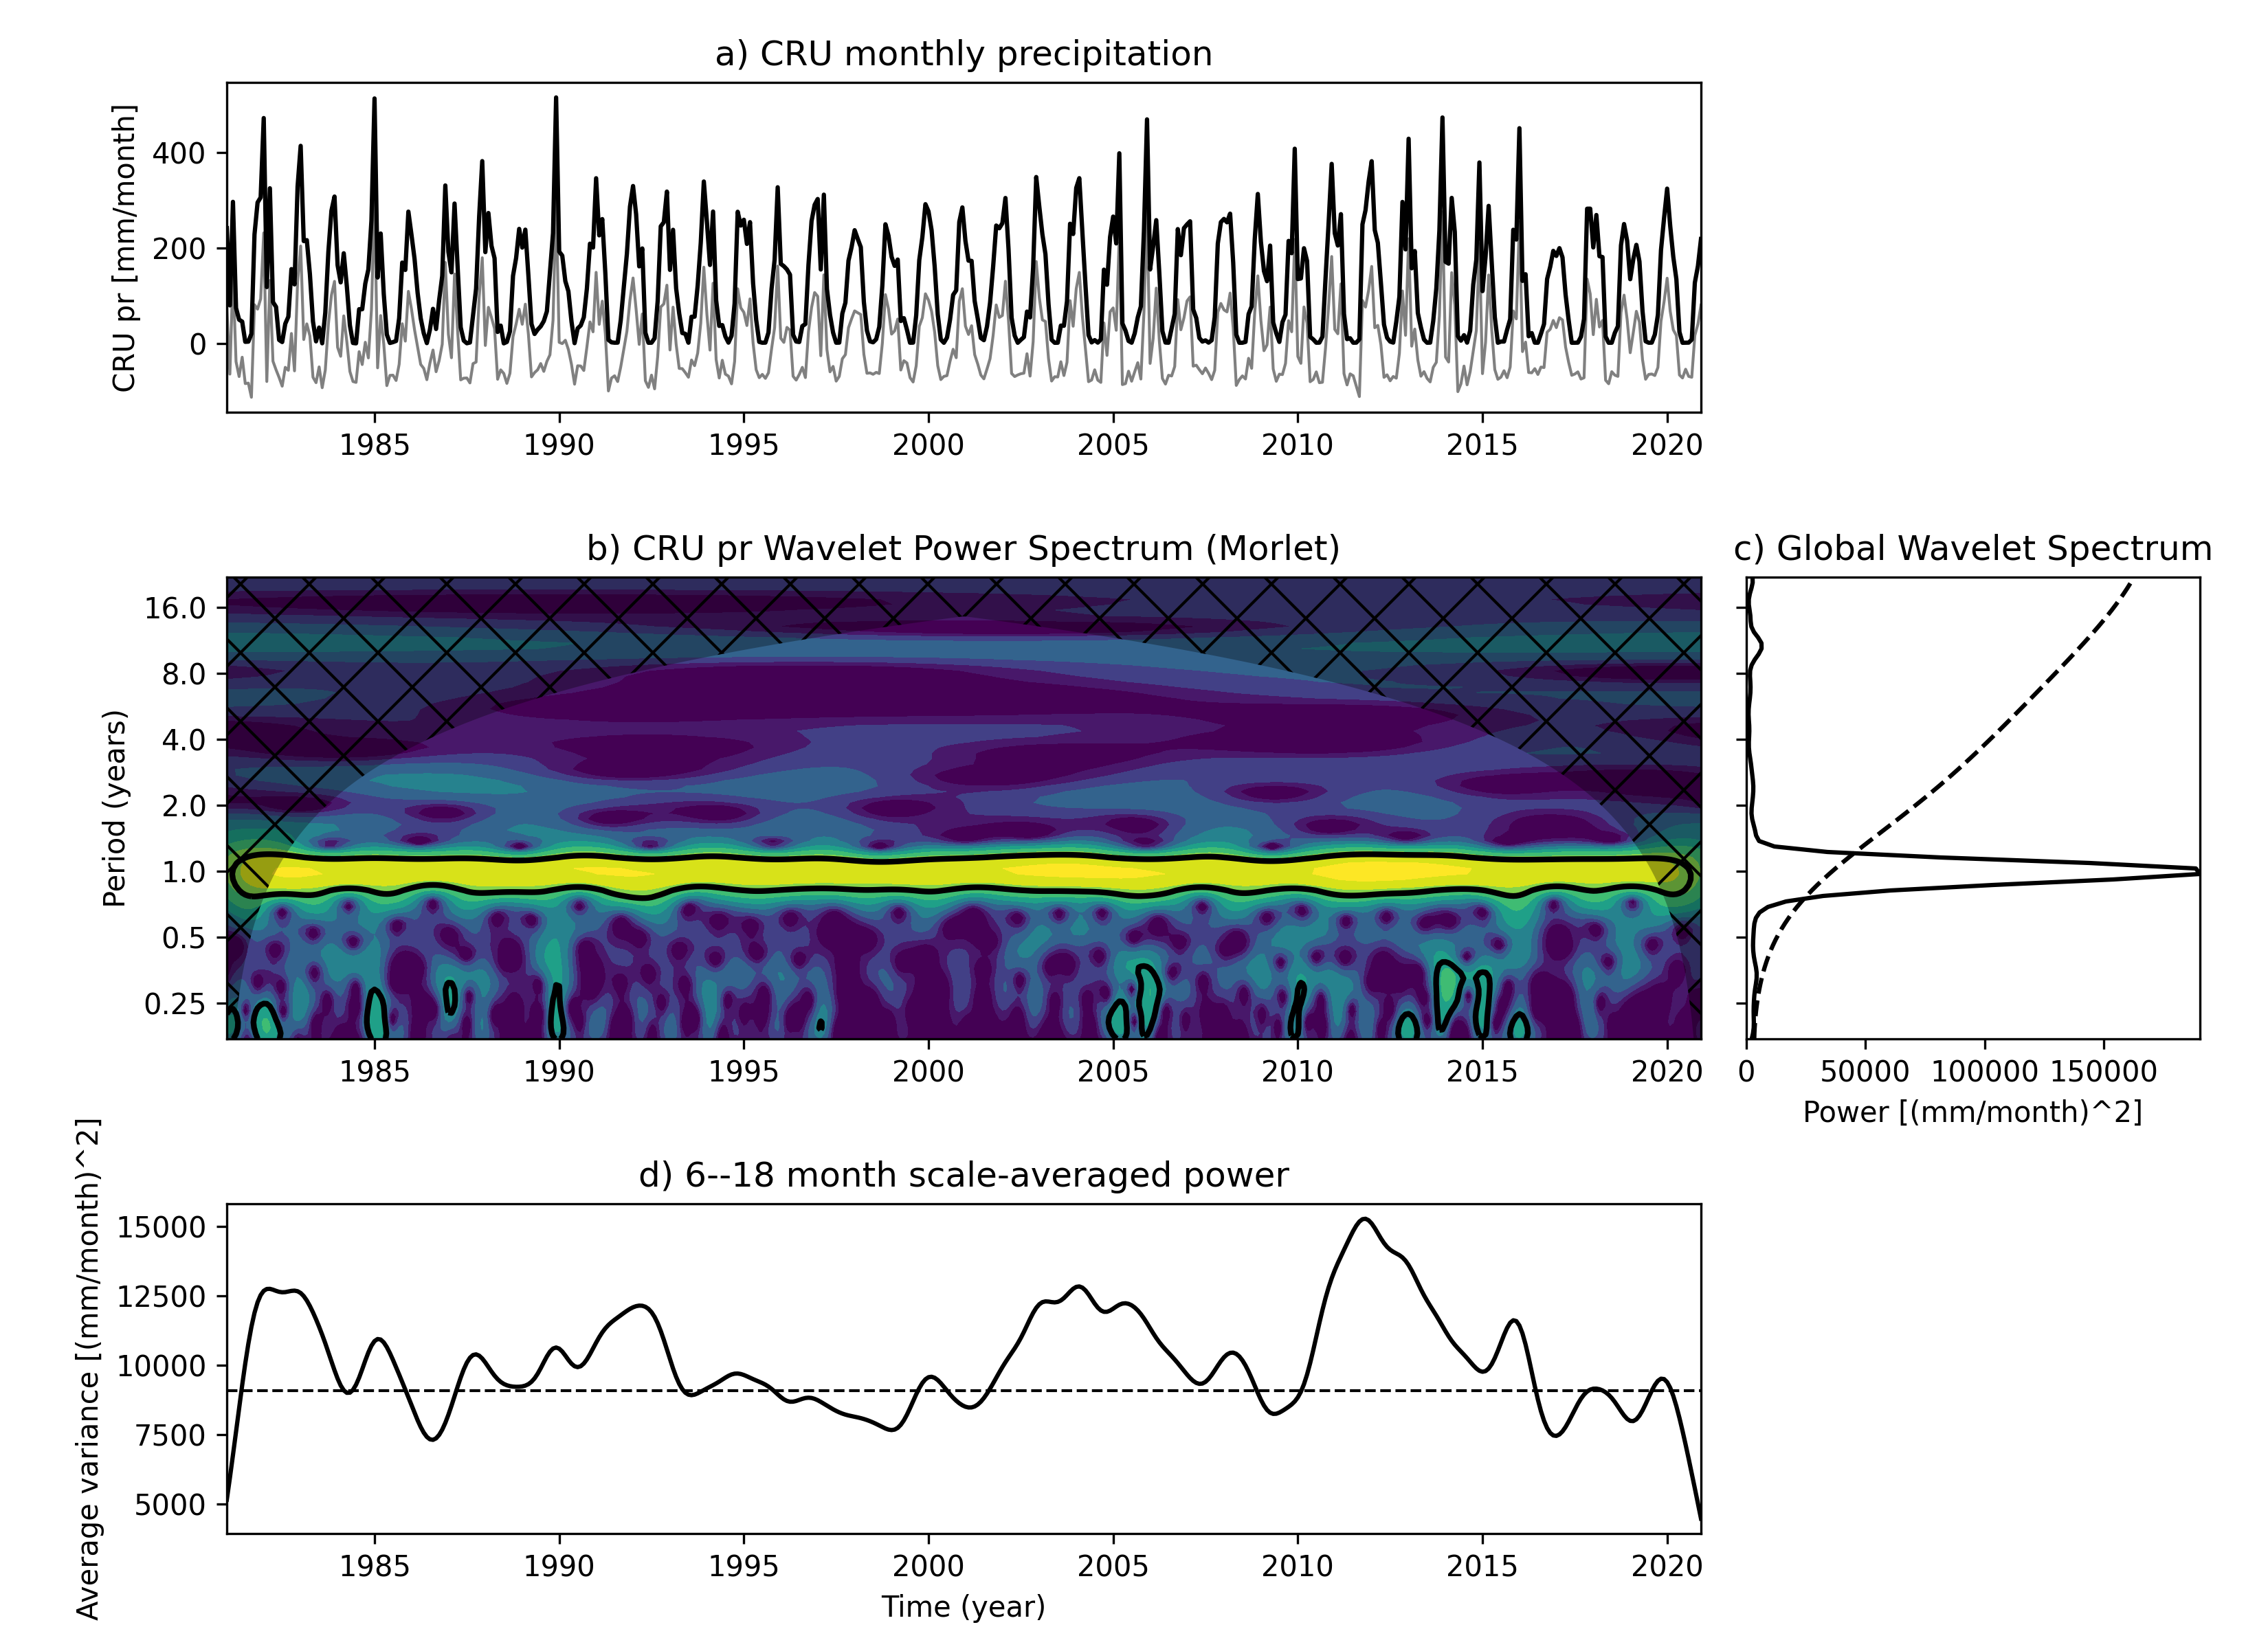 a) CRU monthly precipitation
CRU pr [mm/month]
400
200
0
1985 1990 1995 2000 2005 2010 2015 2020
b) CRU pr Wavelet Power Spectrum (Morlet)
Period (years)
16.0
8.0
4.0
2.0
1.0
0.5
0.25
1985 1990 1995 2000 2005 2010 2015 2020
c) Global Wavelet Spectrum
0 50000 100000 150000
Power [(mm/month)^2]
d) 6--18 month scale-averaged power
Average variance [(mm/month)^2]
15000
12500
10000
7500
5000
1985 1990 1995 2000 2005 2010 2015 2020
Time (year)